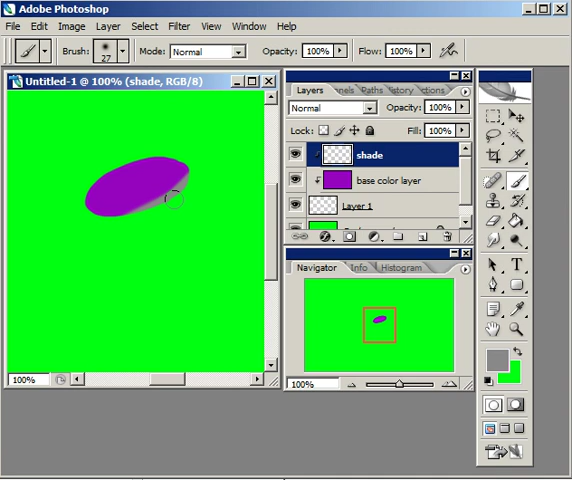 Adobe Photoshop
File Edit Image Layer Select Filter View Window Help
Brush: 27 Mode: Normal Opacity: 100% Flow: 100%
Untitled-1 @ 100% (shade, RGB/8)
100%
Layers Paths
Normal Opacity: 100%
Lock: Fill: 100%
shade
base color layer
Layer 1
Navigator Info Histogram
100%
T